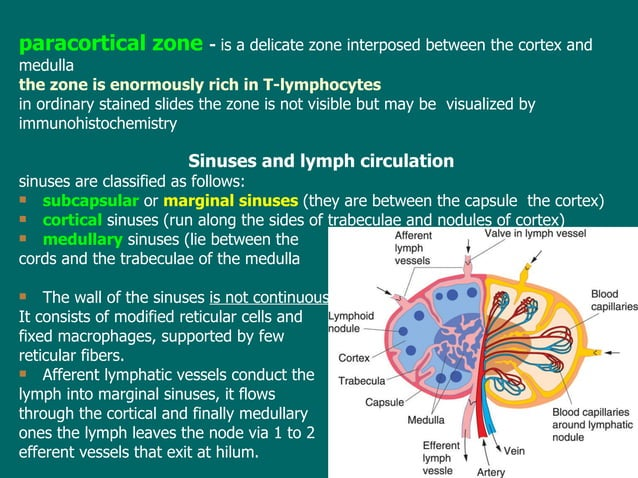 paracortical zone - is a delicate zone interposed between the cortex and
medulla
the zone is enormously rich in T-lymphocytes
in ordinary stained slides the zone is not visible but may be visualized by
immunohistochemistry
Sinuses and lymph circulation
sinuses are classified as follows:
subcapsular or marginal sinuses (they are between the capsule the cortex)
cortical sinuses (run along the sides of trabeculae and nodules of cortex)
medullary sinuses (lie between the
cords and the trabeculae of the medulla
The wall of the sinuses is not continuous
It consists of modified reticular cells and
fixed macrophages, supported by few
reticular fibers.
Afferent lymphatic vessels conduct the
lymph into marginal sinuses, it flows
through the cortical and finally medullary
ones the lymph leaves the node via 1 to 2
efferent vessels that exit at hilum.
Afferent
lymph
vessels
Valve in lymph vessel
Blood
capillaries
Lymphoid
nodule
Cortex
Trabecula
Capsule
Medulla
Blood capillaries
around lymphatic
nodule
Efferent
lymph
vessle
Vein
Artery